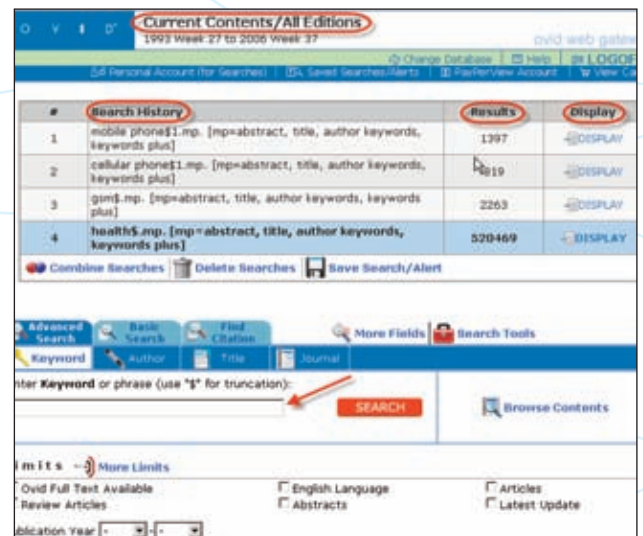 O V I D
Current Contents/All Editions
1993 Week 27 to 2006 Week 37
ovid web gatew
Change Database Help LOGOF
Personal Account (for Searches) Saved Searches/Alerts PayPerView Account View Ca
# Search History Results Display
1 mobile phone$1.mp. [mp=abstract, title, author keywords, keywords plus] 1397 DISPLAY
2 cellular phone$1.mp. [mp=abstract, title, author keywords, keywords plus] 819 DISPLAY
3 gsm$.mp. [mp=abstract, title, author keywords, keywords plus] 2263 DISPLAY
4 health$.mp. [mp=abstract, title, author keywords, keywords plus] 520469 DISPLAY
Combine Searches Delete Searches Save Search/Alert
Advanced Search Basic Search Find Citation More Fields Search Tools
Keyword Author Title Journal
nter Keyword or phrase (use "$" for truncation):
SEARCH Browse Contents
imits More Limits
Ovid Full Text Available English Language Articles
Review Articles Abstracts Latest Update
ublication Year - - -